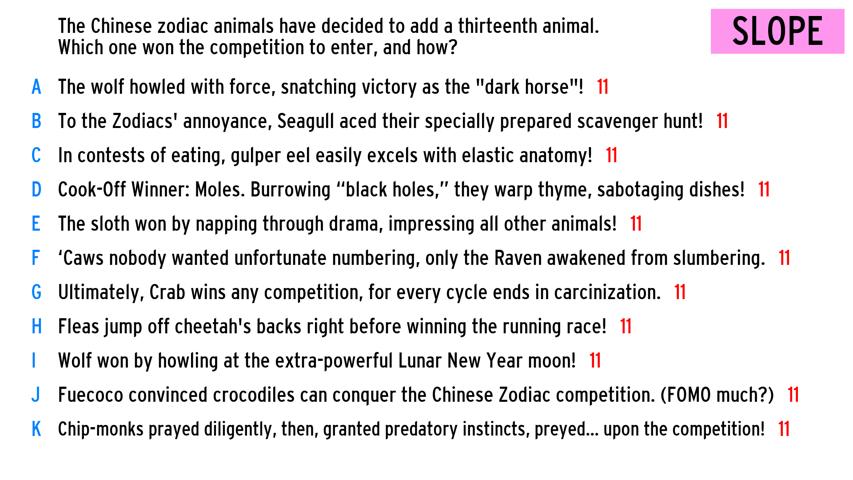 The Chinese zodiac animals have decided to add a thirteenth animal.
Which one won the competition to enter, and how?
SLOPE
A The wolf howled with force, snatching victory as the "dark horse"! 11
B To the Zodiacs' annoyance, Seagull aced their specially prepared scavenger hunt! 11
C In contests of eating, gulper eel easily excels with elastic anatomy! 11
D Cook-Off Winner: Moles. Burrowing “black holes,” they warp thyme, sabotaging dishes! 11
E The sloth won by napping through drama, impressing all other animals! 11
F ‘Caws nobody wanted unfortunate numbering, only the Raven awakened from slumbering. 11
G Ultimately, Crab wins any competition, for every cycle ends in carcinization. 11
H Fleas jump off cheetah's backs right before winning the running race! 11
I Wolf won by howling at the extra-powerful Lunar New Year moon! 11
J Fuecoco convinced crocodiles can conquer the Chinese Zodiac competition. (FOMO much?) 11
K Chip-monks prayed diligently, then, granted predatory instincts, preyed... upon the competition! 11